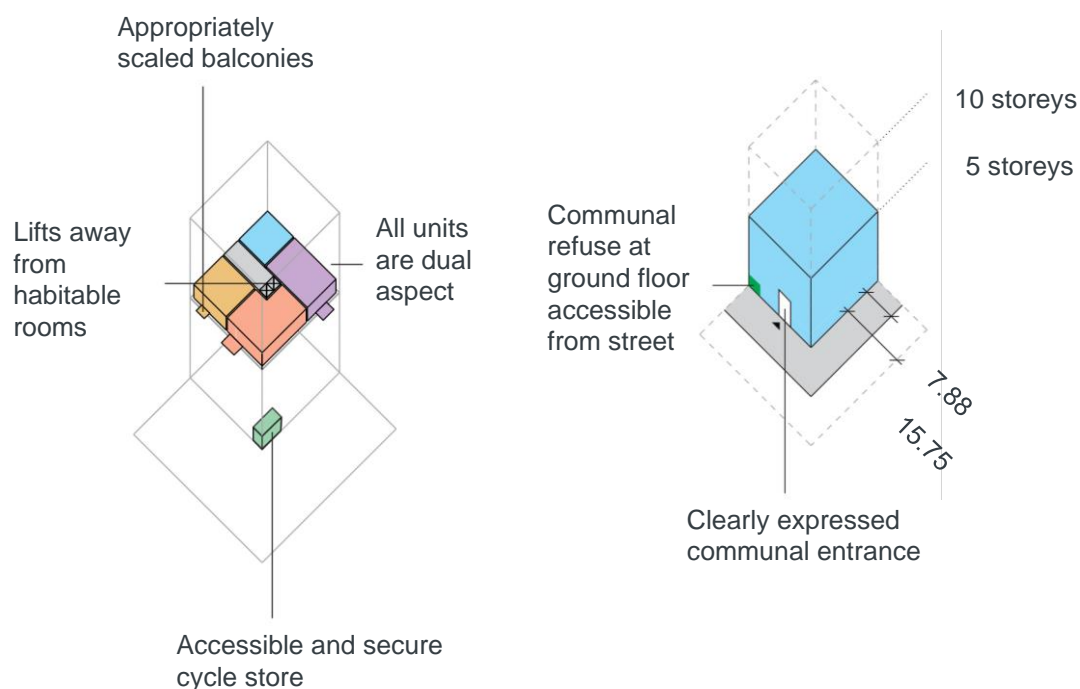 Appropriately
scaled balconies
Lifts away
from
habitable
rooms
All units
are dual
aspect
Accessible and secure
cycle store
10 storeys
5 storeys
Communal
refuse at
ground floor
accessible
from street
7.88
15.75
Clearly expressed
communal entrance